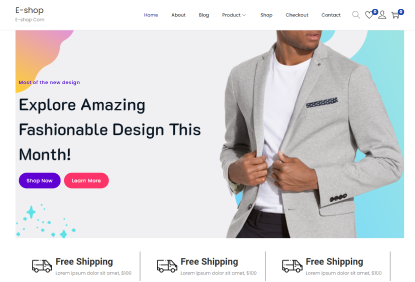 E-shop
E-shop Com
Home About Blog Product Shop Checkout Contact
0 0
Most of the new design
Explore Amazing
Fashionable Design This
Month!
Shop Now Learn More
Free Shipping Free Shipping Free Shipping
Lorem ipsum dolor sit amet, $100 Lorem ipsum dolor sit amet, $100 Lorem ipsum dolor sit amet, $100